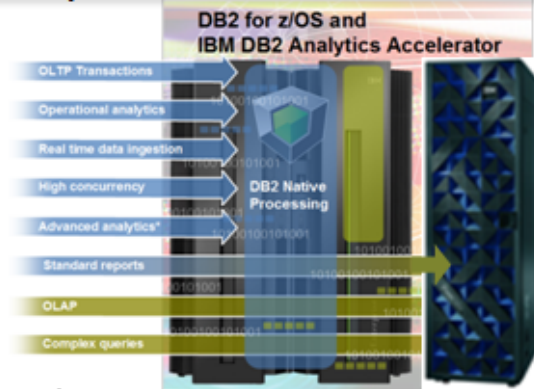 DB2 for z/OS and
IBM DB2 Analytics Accelerator
OLTP Transactions
Operational analytics
Real time data ingestion
High concurrency
DB2 Native
Processing
Advanced analytics*
Standard reports
OLAP
Complex queries